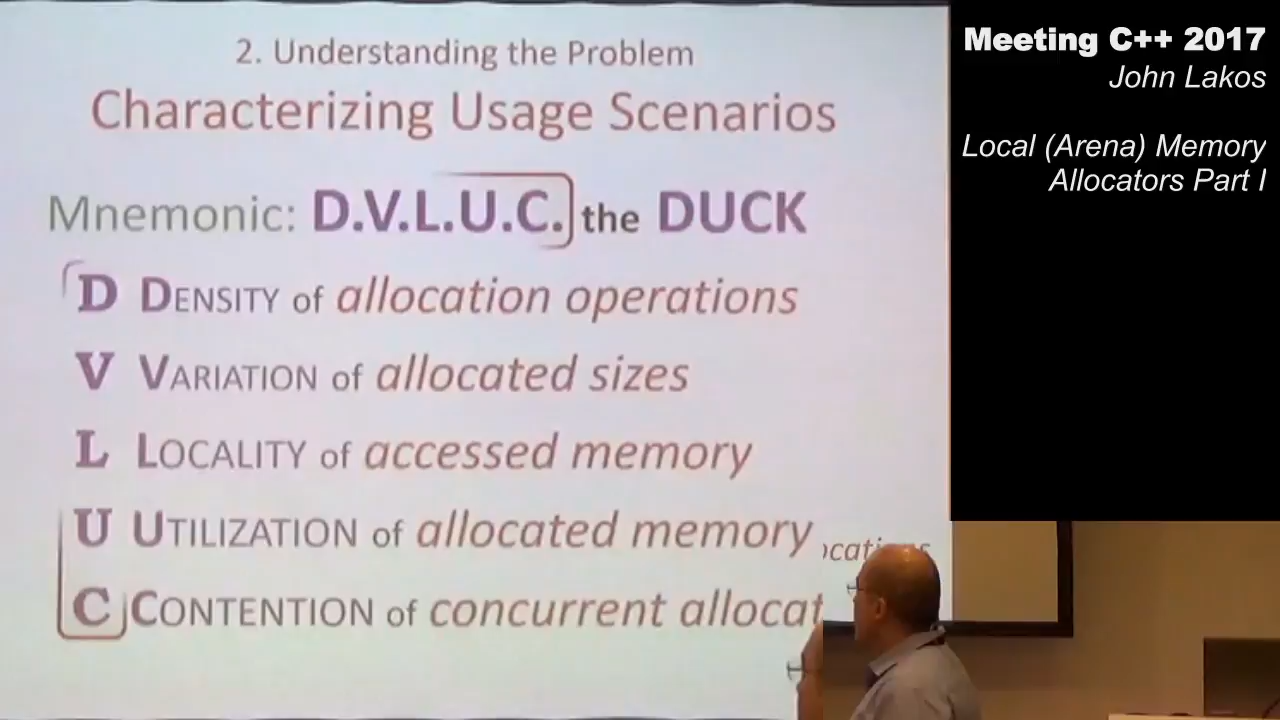 2. Understanding the Problem
Characterizing Usage Scenarios
Mnemonic: D.V.L.U.C. the DUCK
D DENSITY of allocation operations
V VARIATION of allocated sizes
L LOCALITY of accessed memory
U UTILIZATION of allocated memory
C CONTENTION of concurrent allocat
Meeting C++ 2017
John Lakos
Local (Arena) Memory
Allocators Part I